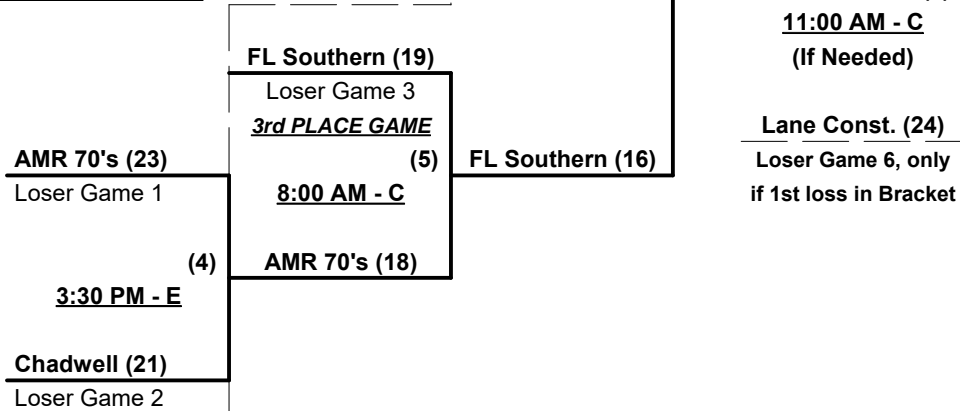 11:00 AM - C
(If Needed)
FL Southern (19)
Loser Game 3
3rd PLACE GAME
Lane Const. (24)
AMR 70's (23)
(5)
FL Southern (16)
Loser Game 6, only
Loser Game 1
8:00 AM - C
if 1st loss in Bracket
(4)
AMR 70's (18)
3:30 PM - E
Chadwell (21)
Loser Game 2